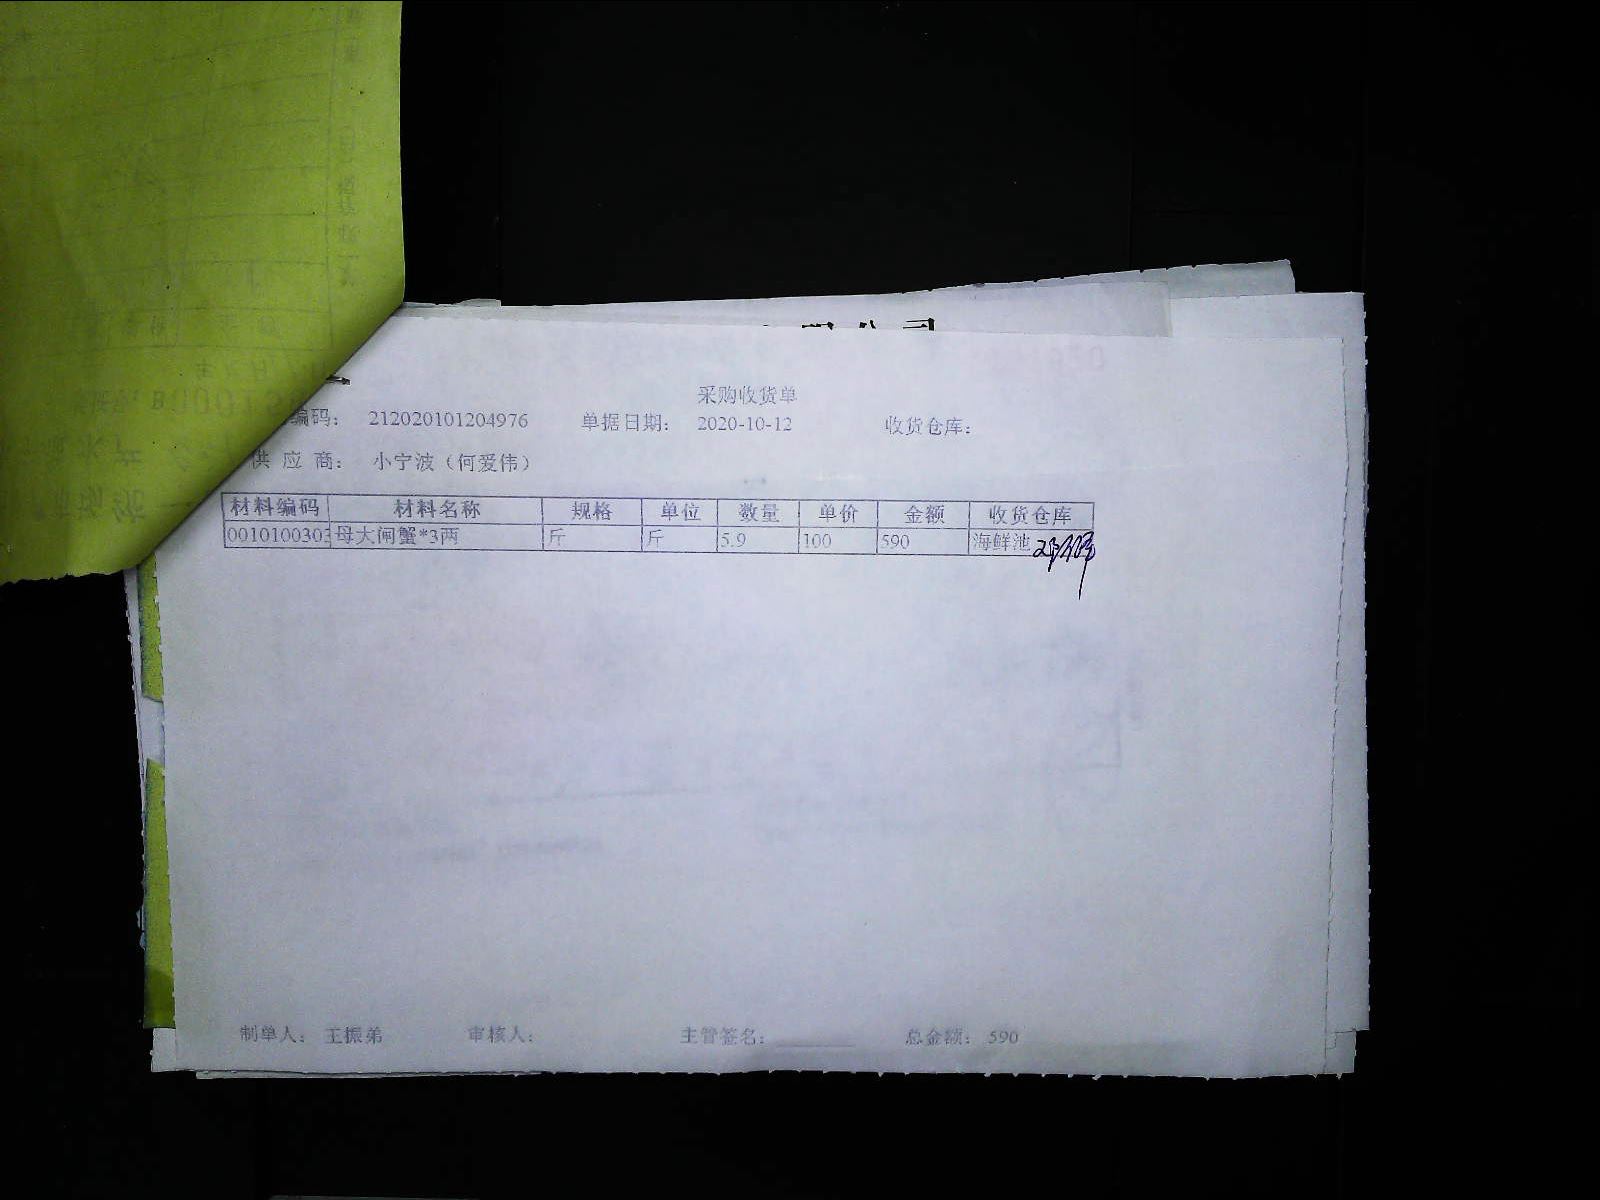 采购收货单
编码： 212020101204976 单据日期： 2020-10-12 收货仓库：
供 应 商： 小宁波（何爱伟）
材料编码 材料名称 规格 单位 数量 单价 金额 收货仓库
0010100303 母大闸蟹*3两 斤 斤 5.9 100 590 海鲜池
制单人： 王振弟 审核人： 主管签名： 总金额： 590